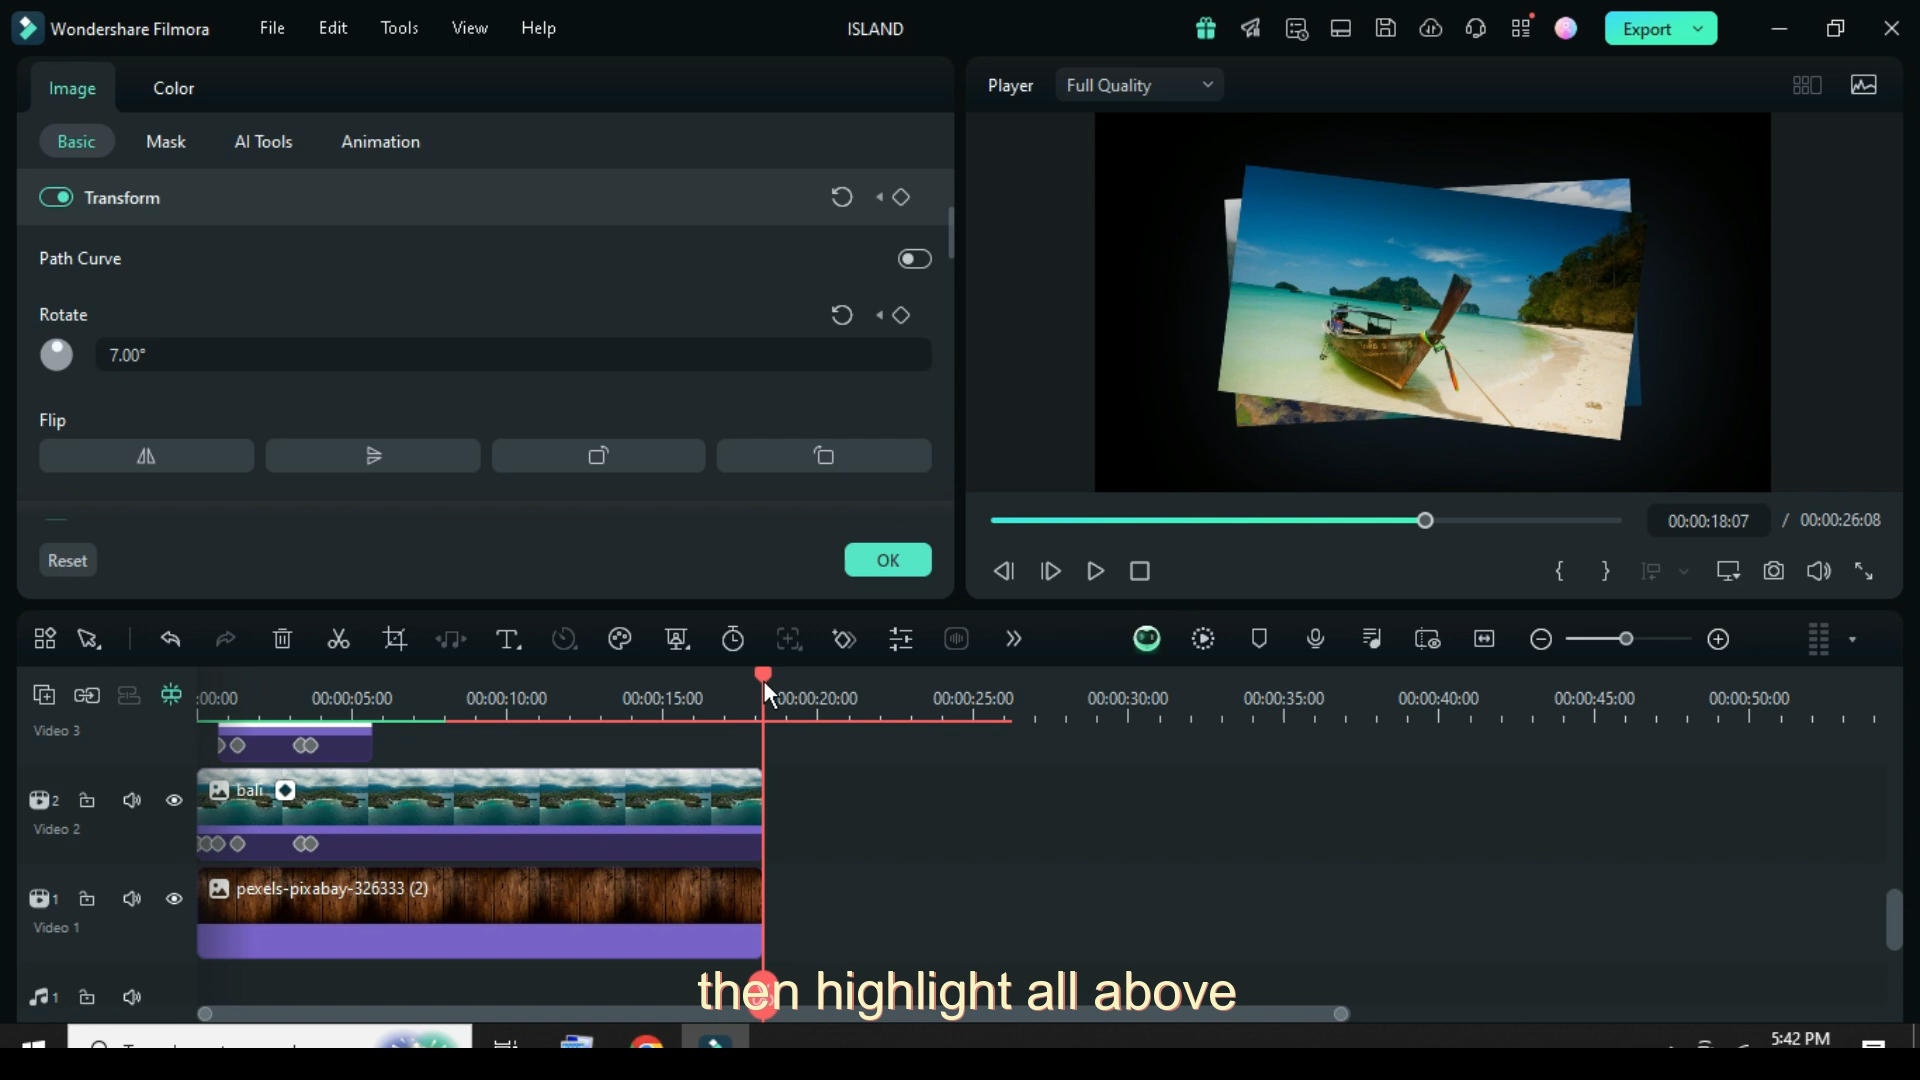 Wondershare Filmora
File
Edit
Tools
View
Help
ISLAND
Export
Image
Color
Player
Full Quality
Basic
Mask
AI Tools
Animation
Transform
Path Curve
Rotate
7.00°
Flip
Reset
OK
00:00:18:07 / 00:00:26:08
:00:00
00:00:05:00
00:00:10:00
00:00:15:00
00:00:20:00
00:00:25:00
00:00:30:00
00:00:35:00
00:00:40:00
00:00:45:00
00:00:50:00
Video 3
2
bali
Video 2
1
pexels-pixabay-326333 (2)
Video 1
1
then highlight all above
5:42 PM